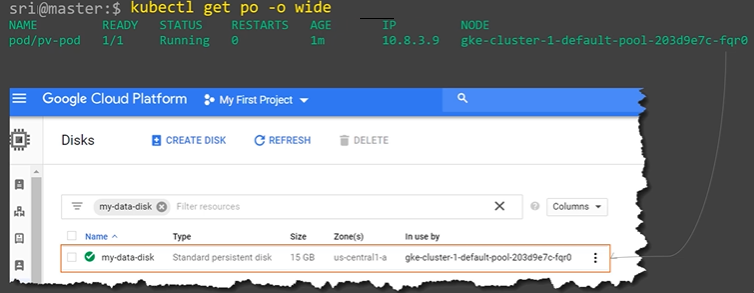 sri@master:$ kubectl get po -o wide
NAME READY STATUS RESTARTS AGE IP NODE
pod/pv-pod 1/1 Running 0 1m 10.8.3.9 gke-cluster-1-default-pool-203d9e7c-fqr0
Google Cloud Platform My First Project
Disks CREATE DISK REFRESH DELETE
my-data-disk Filter resources Columns
Name Type Size Zone(s) In use by
my-data-disk Standard persistent disk 15 GB us-central1-a gke-cluster-1-default-pool-203d9e7c-fqr0